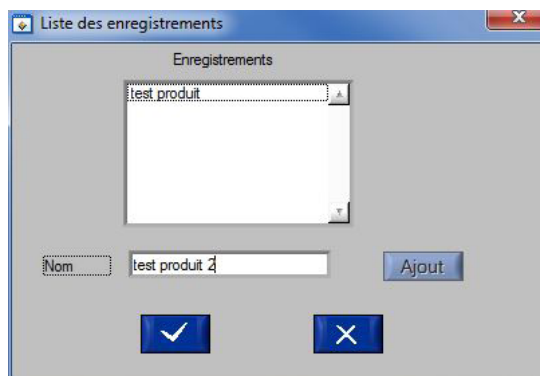 Liste des enregistrements
Enregistrements
test produit
Nom
test produit 2
Ajout